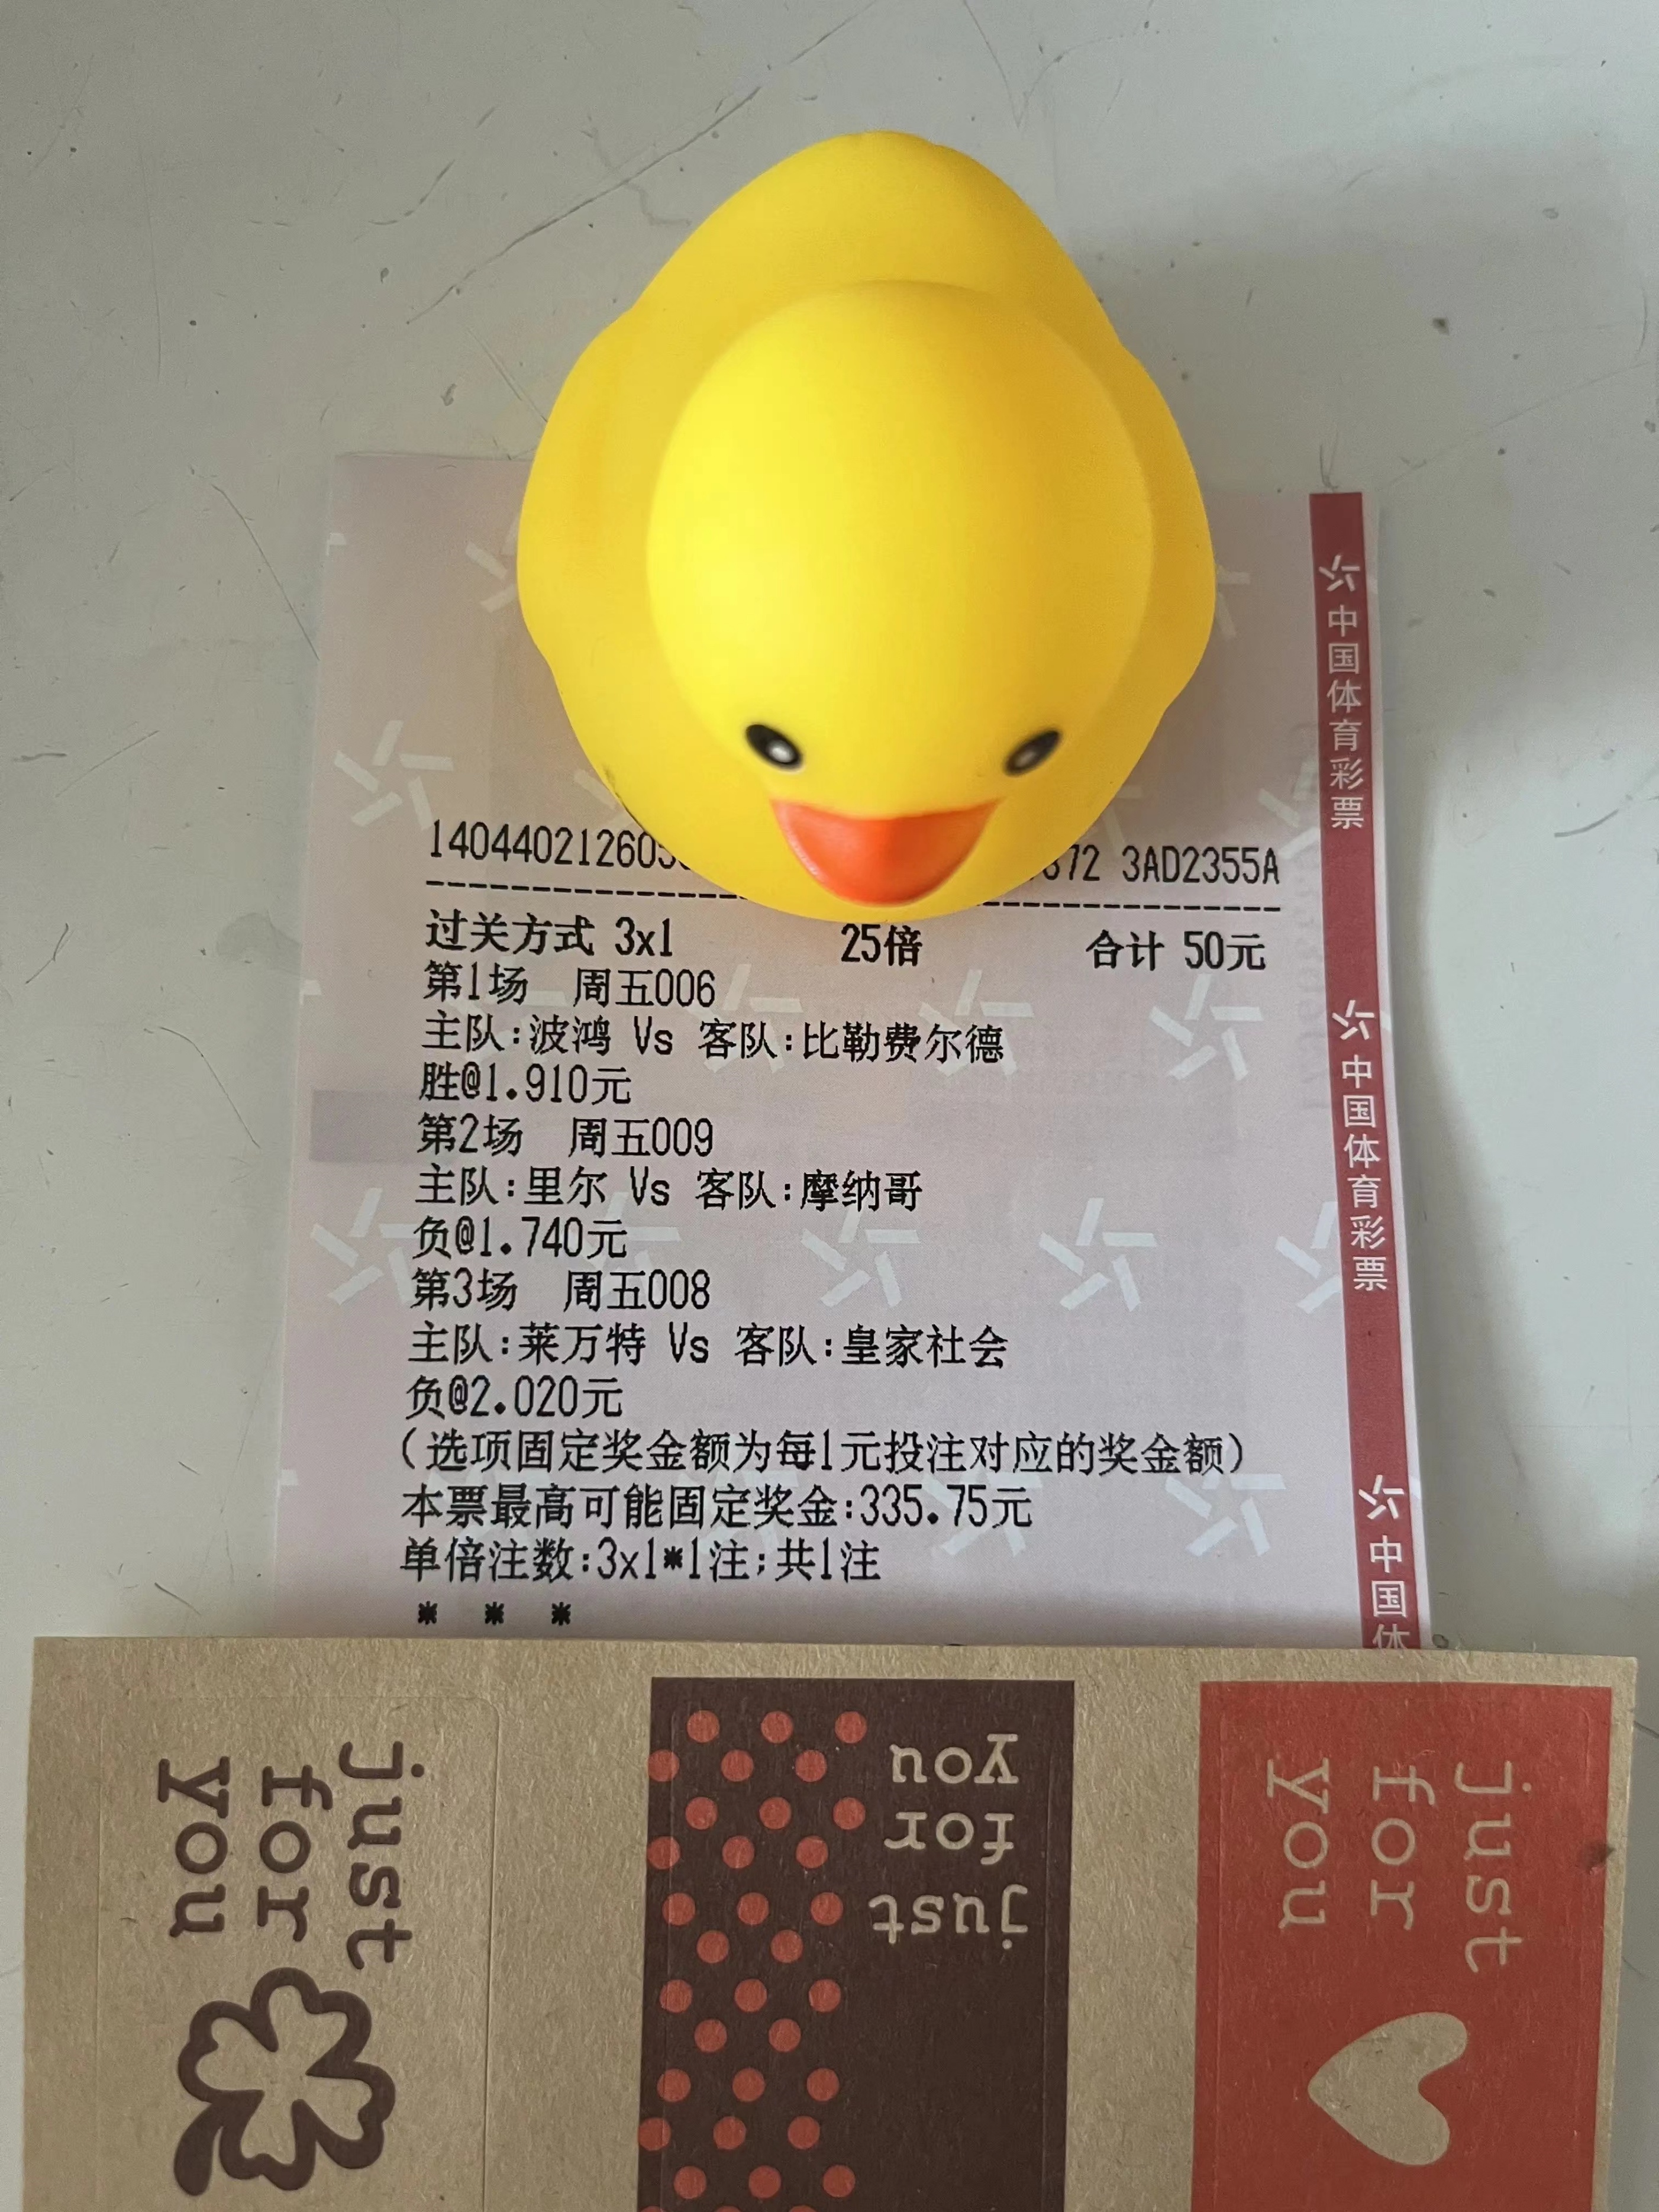 14044021260 872 3AD2355A
过关方式 3x1 25倍 合计 50元
第1场 周五006
主队:波鸿 Vs 客队:比勒费尔德
胜@1.910元
第2场 周五009
主队:里尔 Vs 客队:摩纳哥
负@1.740元
第3场 周五008
主队:莱万特 Vs 客队:皇家社会
负@2.020元
(选项固定奖金额为每1元投注对应的奖金额)
本票最高可能固定奖金:335.75元
单倍注数:3x1*1注;共1注
* * *
中国体育彩票
中国体育彩票
中国体
just
for
you
just
for
you
just
for
you